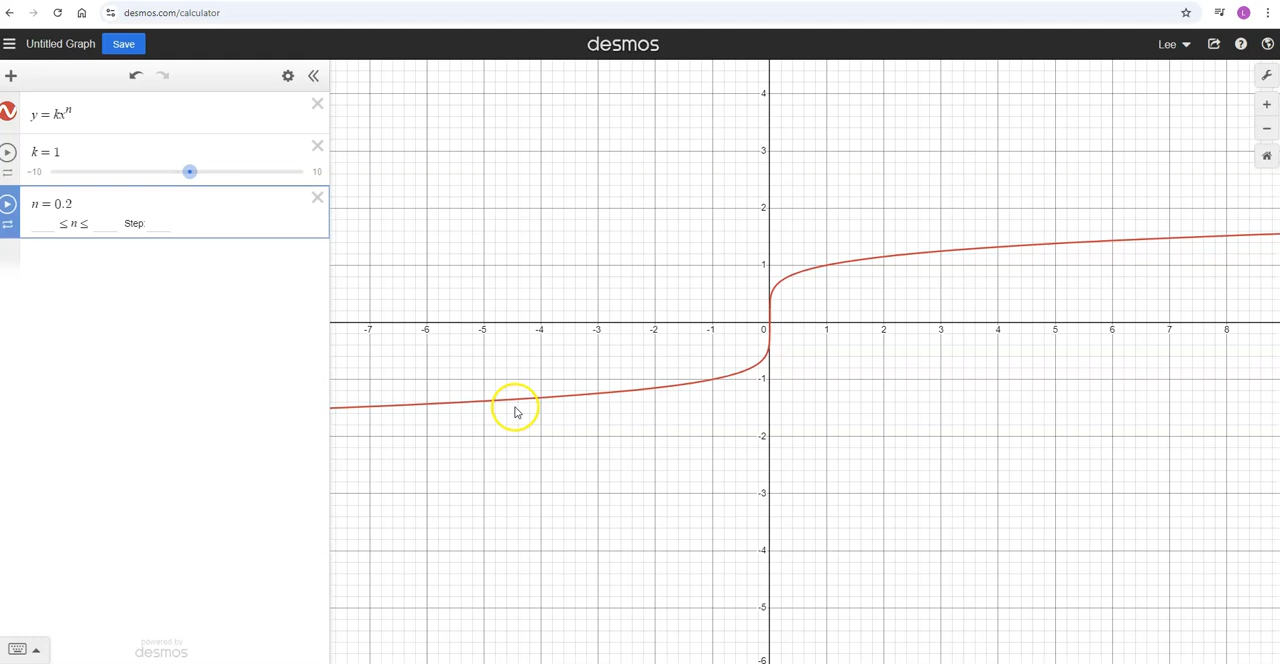 desmos.com/calculator
L
Untitled Graph
Save
desmos
Lee
?
y = kxⁿ
k = 1
-10
10
n = 0.2
≤ n ≤
Step:
powered by
desmos
4
3
2
1
-7 -6 -5 -4 -3 -2 -1 0 1 2 3 4 5 6 7 8
-1
-2
-3
-4
-5
-6